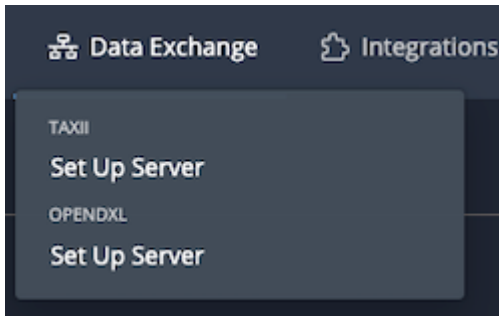 Data Exchange Integrations
TAXII
Set Up Server
OPENDXL
Set Up Server